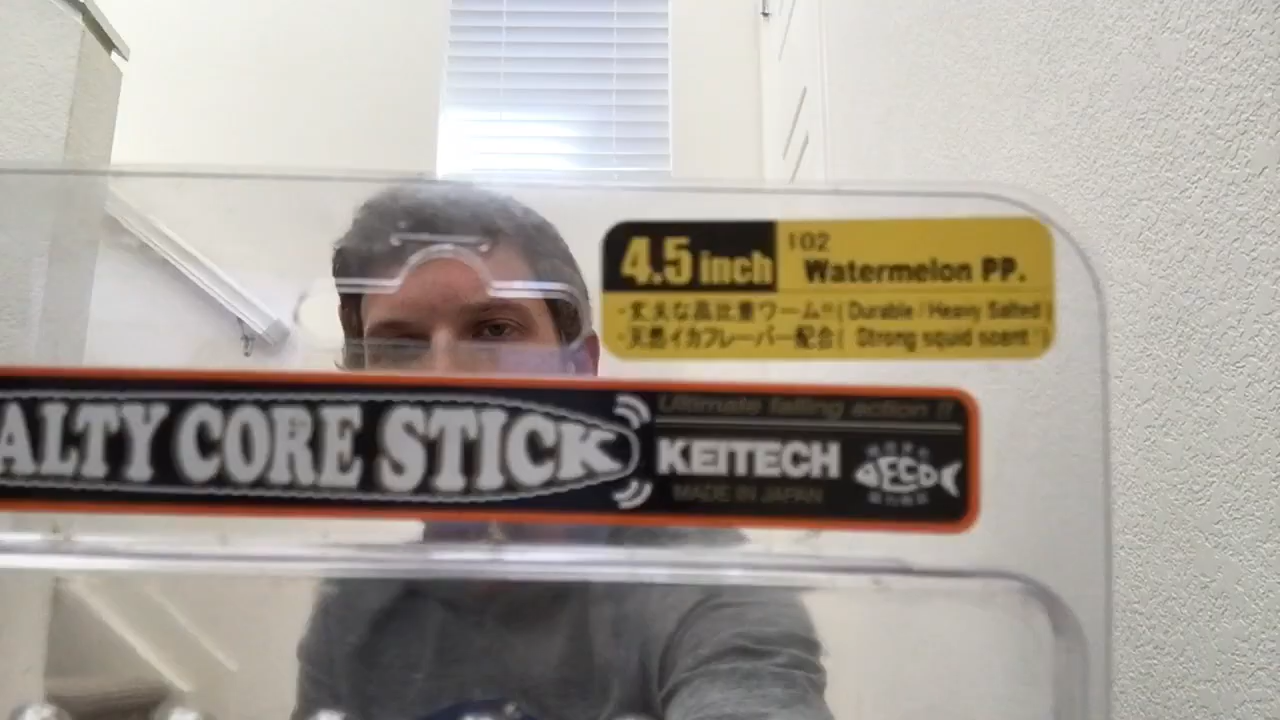 4.5 inch
102
Watermelon PP.
・丈夫な高比重ワーム ( Durable / Heavy Salted )
・天然イカフレーバー配合 ( Strong squid scent )
ALTY CORE STICK
Ultimate falling action !!
KEITECH
MADE IN JAPAN
ECO